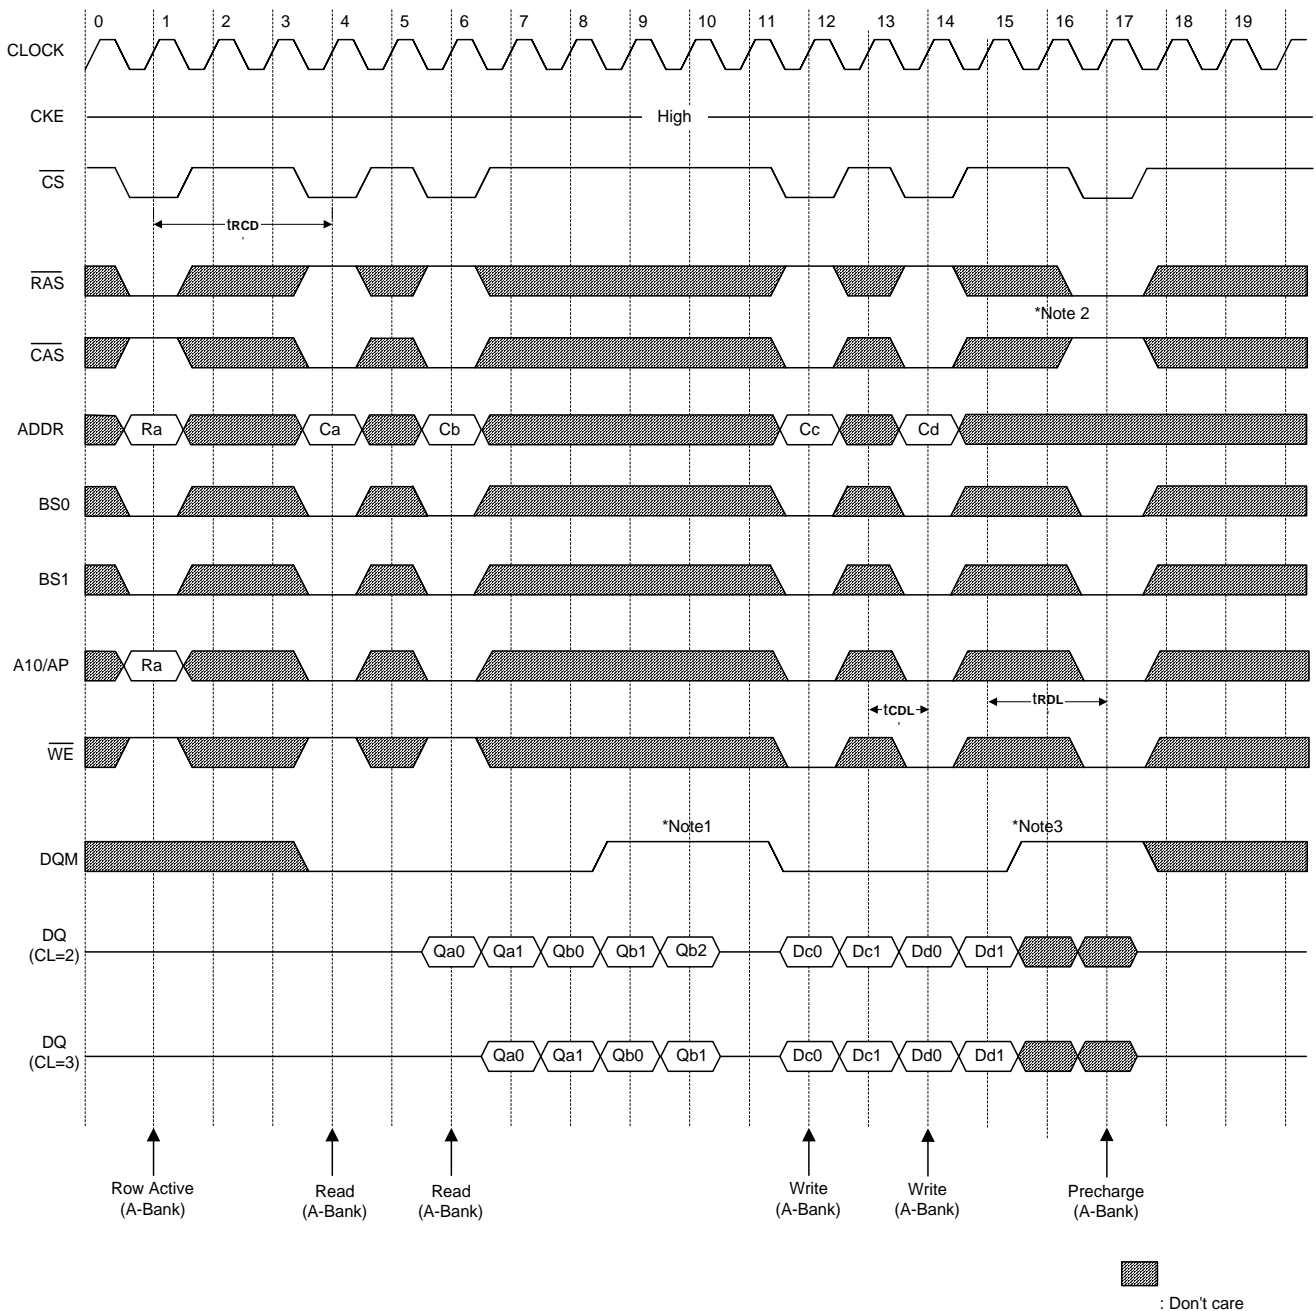 0 1 2 3 4 5 6 7 8 9 10 11 12 13 14 15 16 17 18 19
CLOCK
CKE
High
CS
tRCD
RAS
*Note 2
CAS
ADDR Ra Ca Cb Cc Cd
BS0
BS1
A10/AP Ra
tCDL tRDL
WE
*Note1 *Note3
DQM
DQ
(CL=2)
Qa0 Qa1 Qb0 Qb1 Qb2 Dc0 Dc1 Dd0 Dd1
DQ
(CL=3)
Qa0 Qa1 Qb0 Qb1 Dc0 Dc1 Dd0 Dd1
Row Active
(A-Bank)
Read
(A-Bank)
Read
(A-Bank)
Write
(A-Bank)
Write
(A-Bank)
Precharge
(A-Bank)
: Don't care